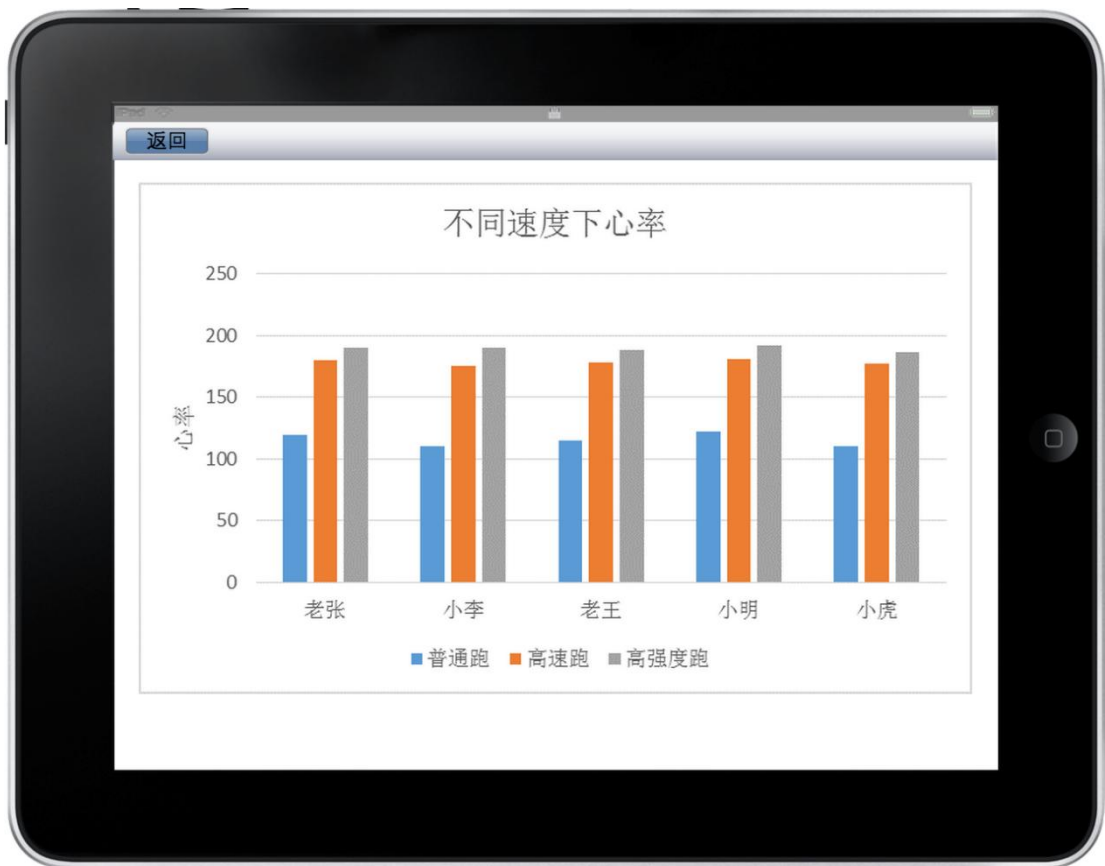 iPad
返回
不同速度下心率
250
200
150
100
50
0
心率
老张 小李 老王 小明 小虎
普通跑 高速跑 高强度跑